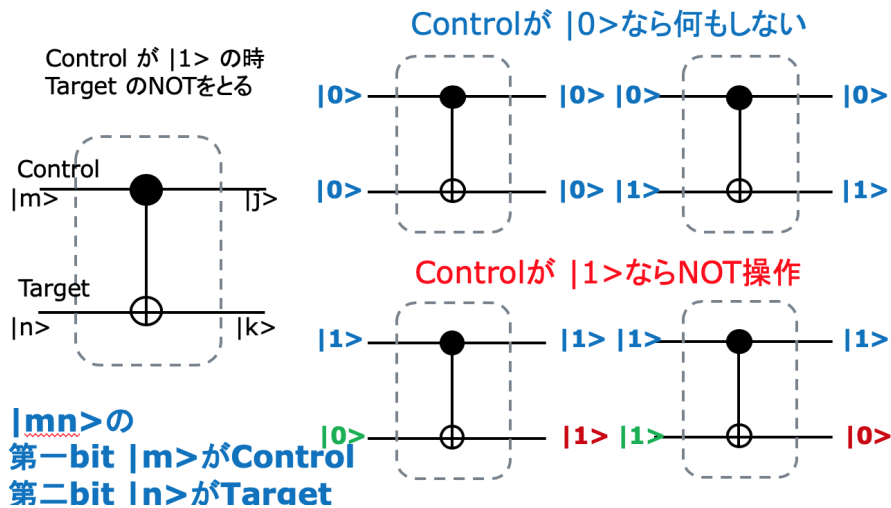 Controlが |0>なら何もしない
Control が |1> の時
Target のNOTをとる
|0> |0> |0> |0>
Control
|m> |j>
|0> |0> |1> |1>
Controlが |1>ならNOT操作
Target
|n> |k>
|1> |1> |1> |1>
|mn>の
|0> |1> |1> |0>
第一bit |m>がControl
第二bit |n>がTarget